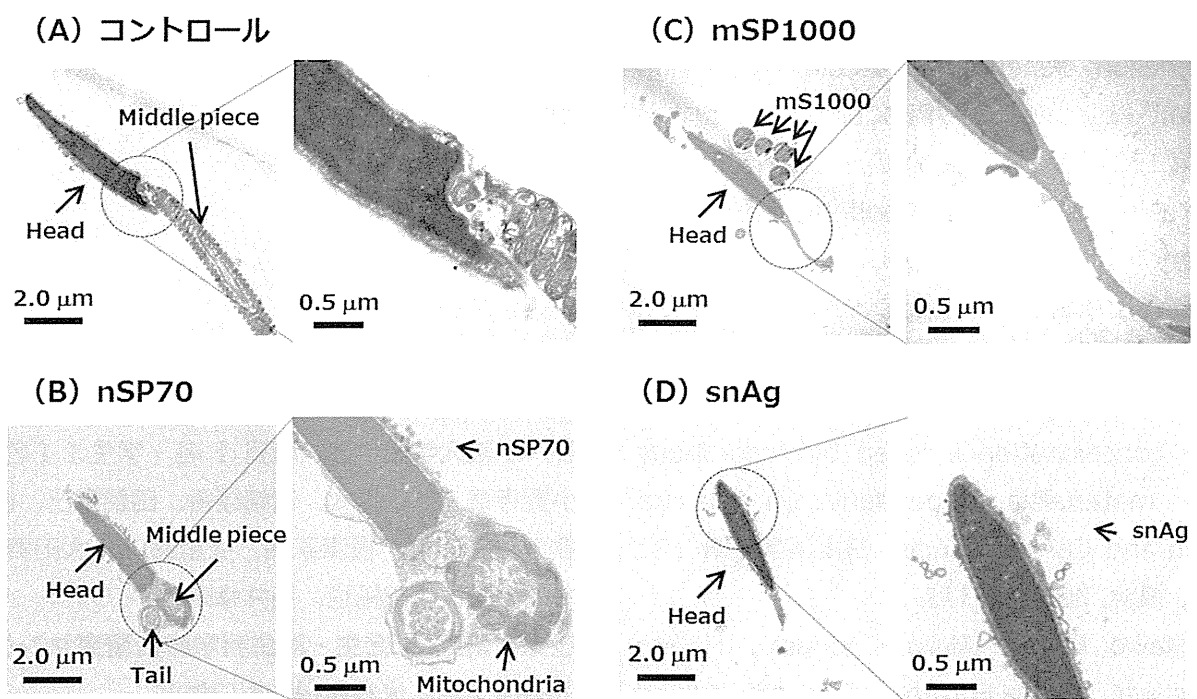 (A) コントロール
Middle piece
Head
2.0 μm
0.5 μm
(C) mSP1000
mS1000
Head
2.0 μm
0.5 μm
(B) nSP70
nSP70
Middle piece
Head
2.0 μm
Tail
0.5 μm
Mitochondria
(D) snAg
snAg
Head
2.0 μm
0.5 μm